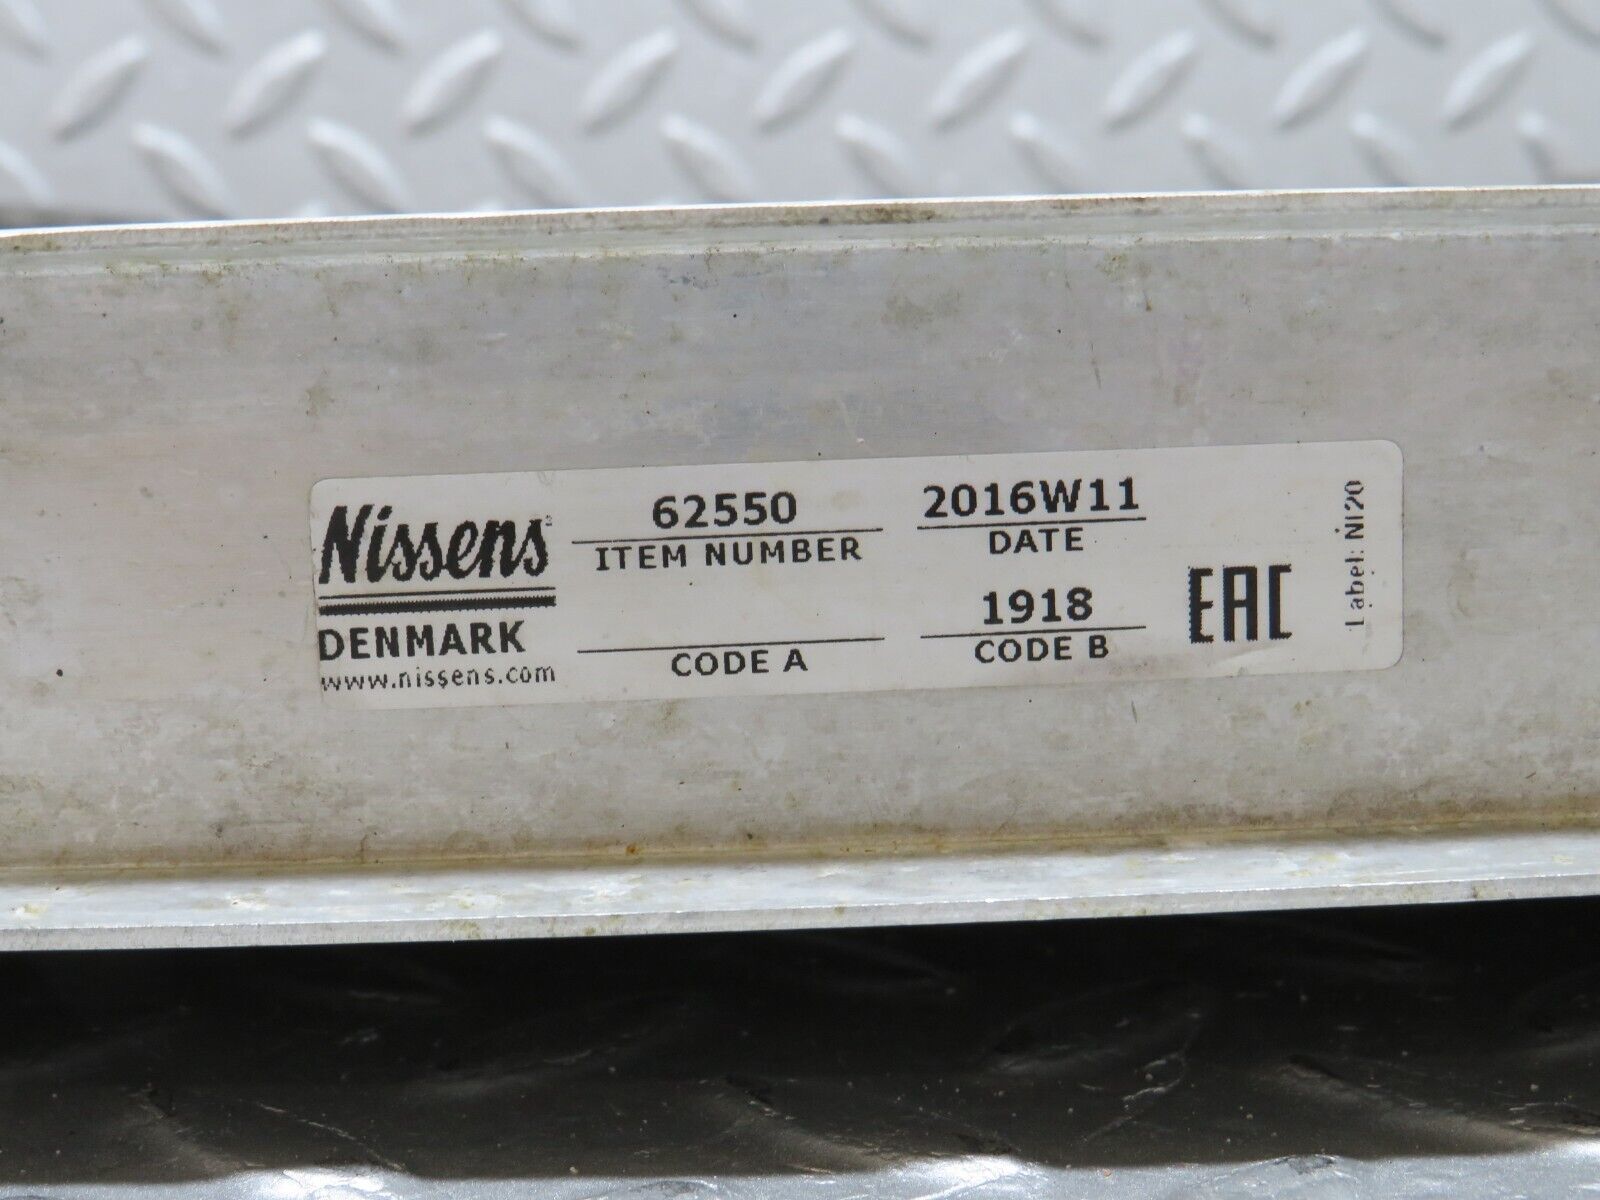 Nissens
DENMARK
www.nissens.com
62550
ITEM NUMBER
CODE A
2016W11
DATE
1918
CODE B
EAC
Label: NI20